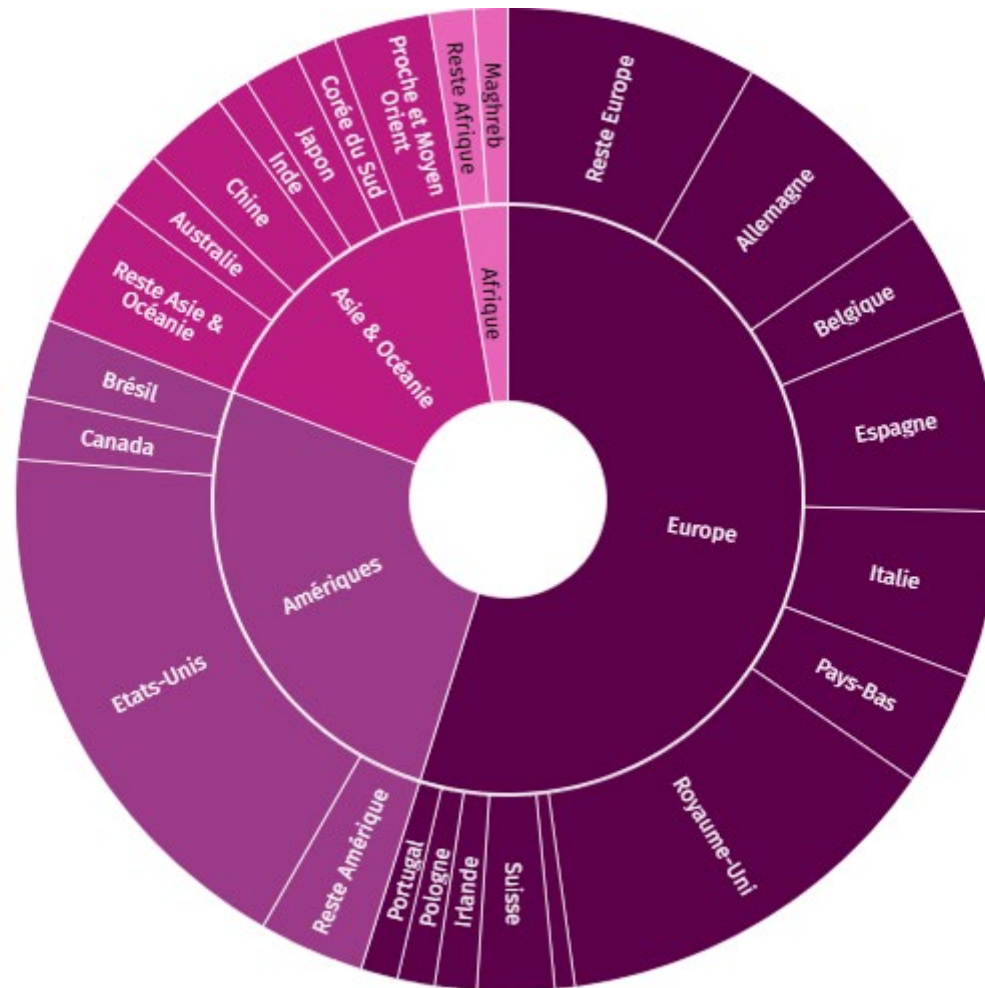 Reste Europe
Allemagne
Belgique
Espagne
Italie
Pays-Bas
Royaume-Uni
Suisse
Irlande
Pologne
Portugal
Reste Amérique
Etats-Unis
Canada
Brésil
Reste Asie &
Océanie
Australie
Chine
Inde
Japon
Corée du Sud
Proche et Moyen
Orient
Reste Afrique
Maghreb
Europe
Amériques
Asie & Océanie
Afrique